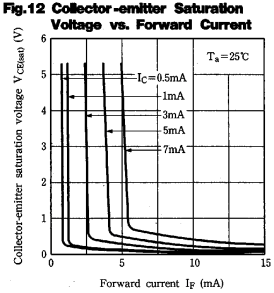 Fig.12 Collector-emitter Saturation
Voltage vs. Forward Current
Collector-emitter saturation voltage VCE(sat) (V)
6
5
4
3
2
1
0
Ta=25℃
IC=0.5mA
1mA
3mA
5mA
7mA
0 5 10 15
Forward current IF (mA)